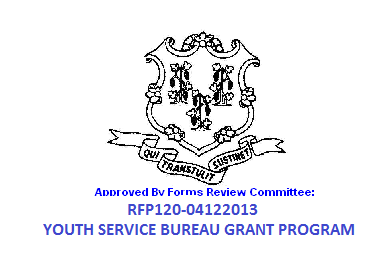 QUI TRANSTULIT SUSTINET
Approved By Forms Review Committee:
RFP120-04122013
YOUTH SERVICE BUREAU GRANT PROGRAM